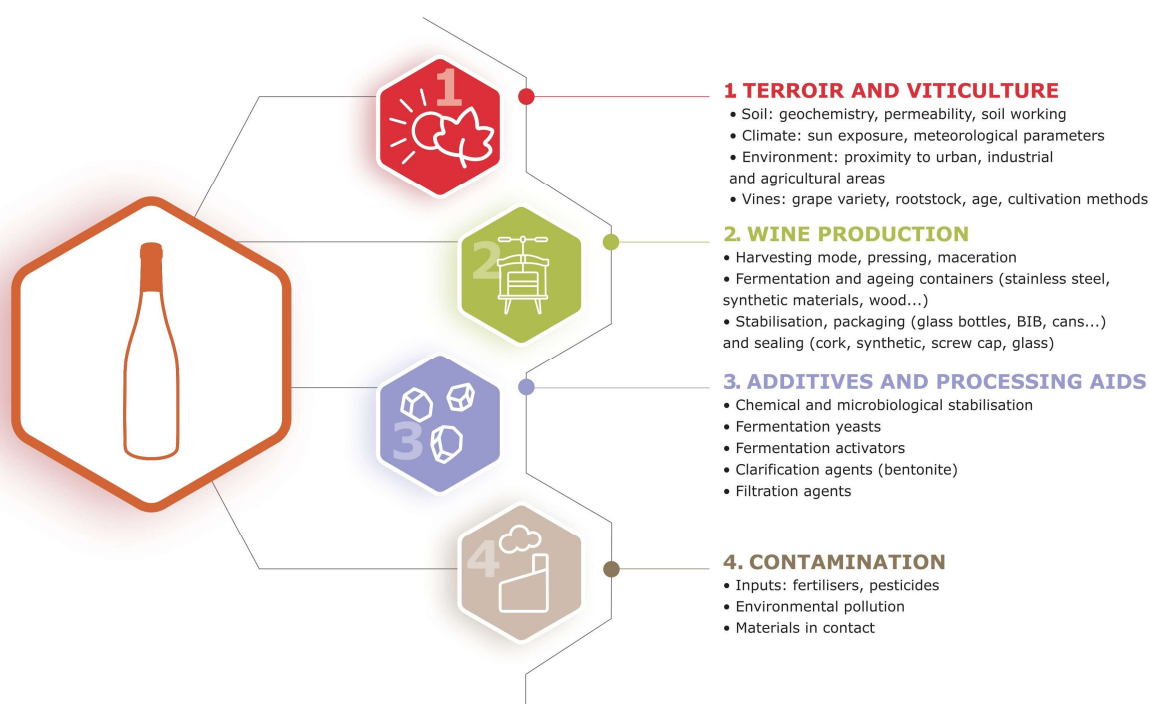 1
1 TERROIR AND VITICULTURE
• Soil: geochemistry, permeability, soil working
• Climate: sun exposure, meteorological parameters
• Environment: proximity to urban, industrial
and agricultural areas
• Vines: grape variety, rootstock, age, cultivation methods
2
2. WINE PRODUCTION
• Harvesting mode, pressing, maceration
• Fermentation and ageing containers (stainless steel,
synthetic materials, wood...)
• Stabilisation, packaging (glass bottles, BIB, cans...)
and sealing (cork, synthetic, screw cap, glass)
3
3. ADDITIVES AND PROCESSING AIDS
• Chemical and microbiological stabilisation
• Fermentation yeasts
• Fermentation activators
• Clarification agents (bentonite)
• Filtration agents
4
4. CONTAMINATION
• Inputs: fertilisers, pesticides
• Environmental pollution
• Materials in contact